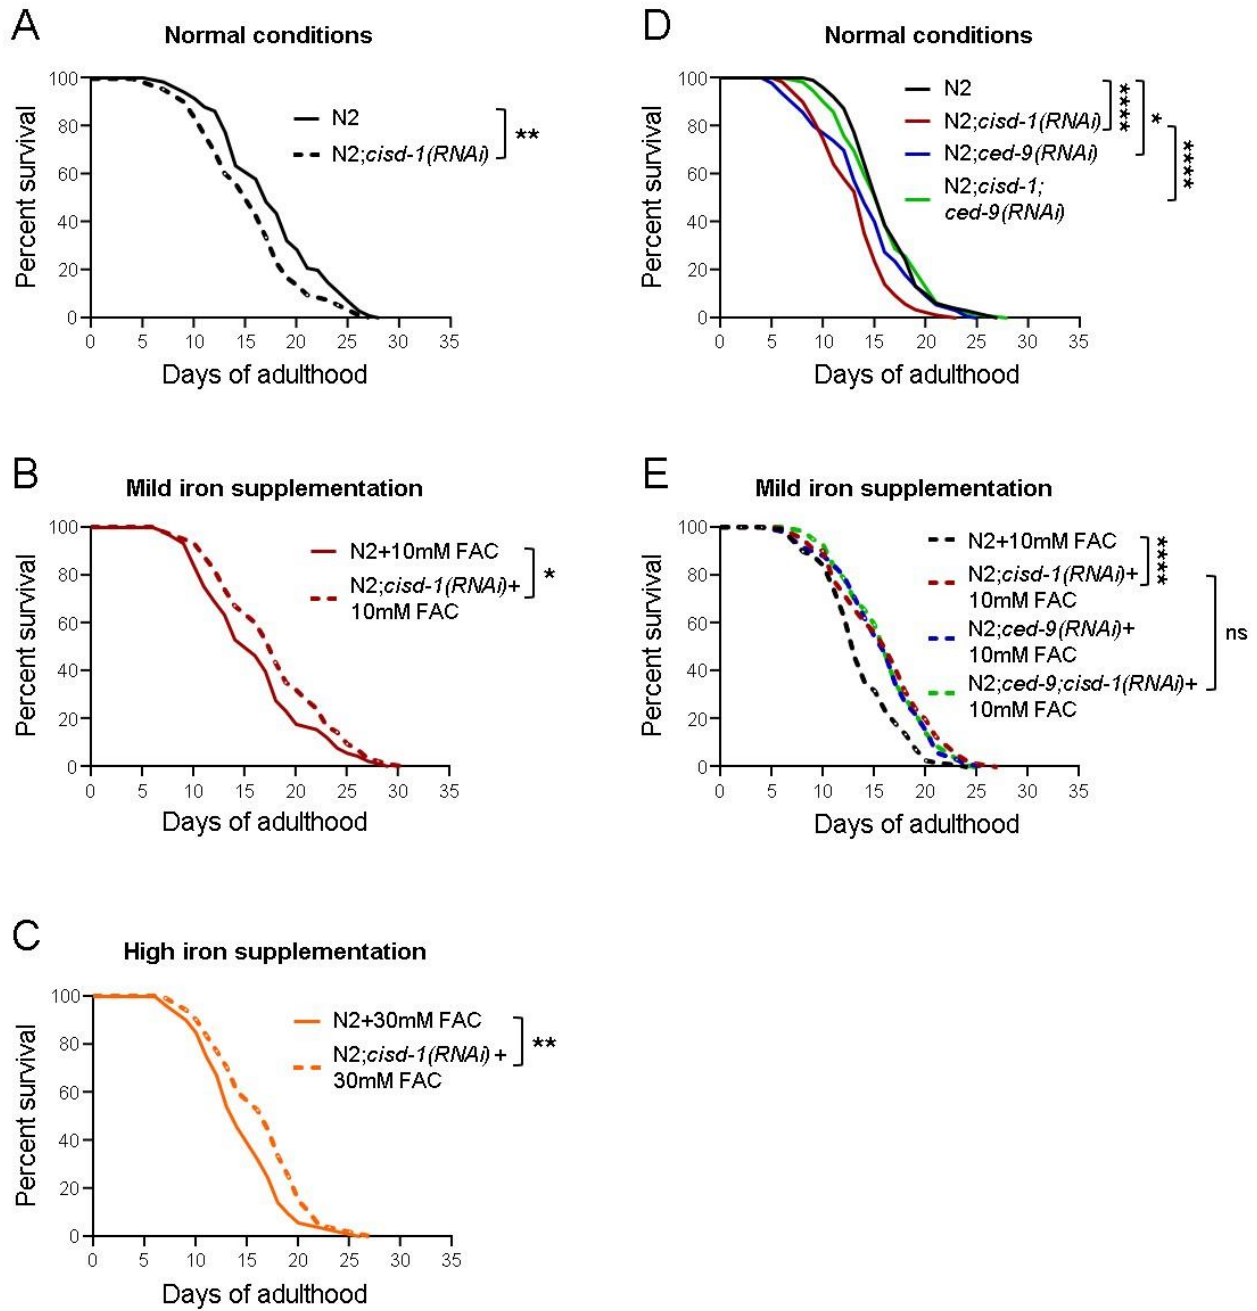 A
Normal conditions
Percent survival
100
80
60
40
20
0
0 5 10 15 20 25 30 35
Days of adulthood
N2
N2;cisd-1(RNAi)
**
B
Mild iron supplementation
Percent survival
100
80
60
40
20
0
0 5 10 15 20 25 30 35
Days of adulthood
N2+10mM FAC
N2;cisd-1(RNAi)+
10mM FAC
*
C
High iron supplementation
Percent survival
100
80
60
40
20
0
0 5 10 15 20 25 30 35
Days of adulthood
N2+30mM FAC
N2;cisd-1(RNAi) +
30mM FAC
**
D
Normal conditions
Percent survival
100
80
60
40
20
0
0 5 10 15 20 25 30 35
Days of adulthood
N2
N2;cisd-1(RNAi)
N2;ced-9(RNAi)
N2;cisd-1;
ced-9(RNAi)
****
*
****
E
Mild iron supplementation
Percent survival
100
80
60
40
20
0
0 5 10 15 20 25 30 35
Days of adulthood
N2+10mM FAC
N2;cisd-1(RNAi)+
10mM FAC
N2;ced-9(RNAi)+
10mM FAC
N2;ced-9;cisd-1(RNAi)+
10mM FAC
****
ns